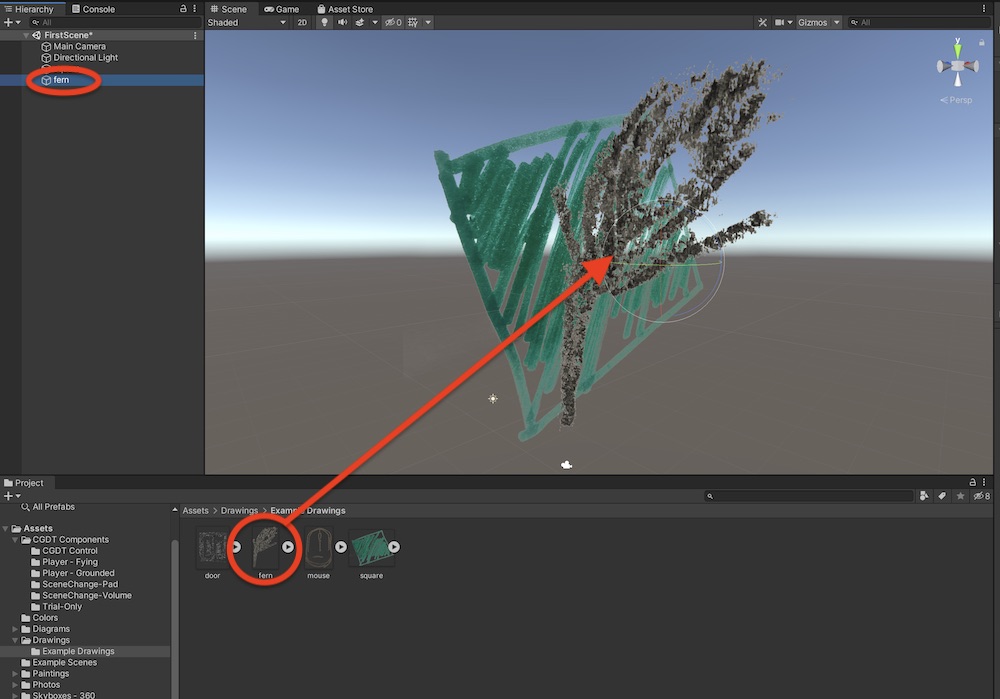 Hierarchy Console Scene Game Asset Store
All Shaded 2D 0 Gizmos All
FirstScene*
Main Camera
Directional Light
fern
y
Persp
Project
8
All Prefabs
Assets > Drawings > Example Drawings
Assets
CGDT Components
CGDT Control
Player - Fying
Player - Grounded
SceneChange-Pad
SceneChange-Volume
Trial-Only
Colors
Diagrams
Drawings
Example Drawings
Example Scenes
Paintings
Photos
Skyboxes - 360
door fern mouse square